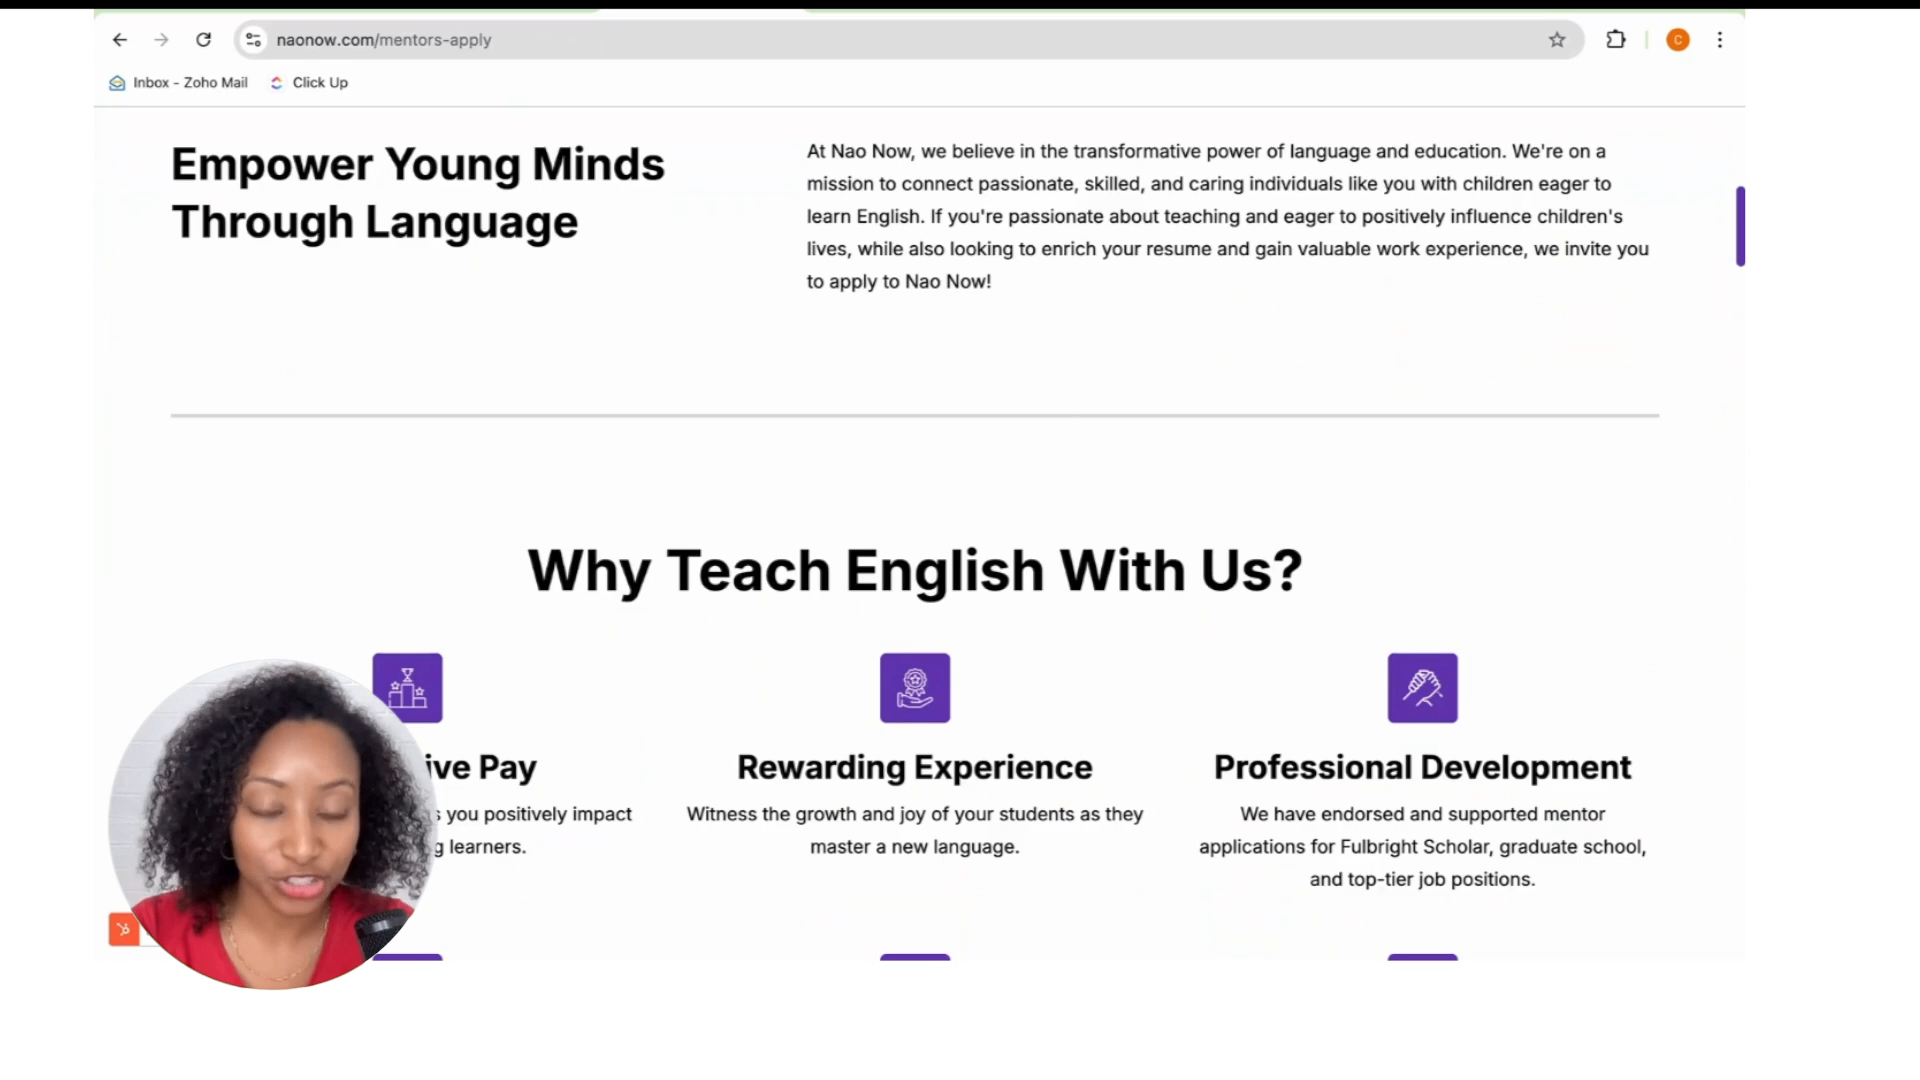 naonow.com/mentors-apply
C
Inbox - Zoho Mail
Click Up
Empower Young Minds
Through Language
At Nao Now, we believe in the transformative power of language and education. We're on a
mission to connect passionate, skilled, and caring individuals like you with children eager to
learn English. If you're passionate about teaching and eager to positively influence children's
lives, while also looking to enrich your resume and gain valuable work experience, we invite you
to apply to Nao Now!
Why Teach English With Us?
ive Pay
you positively impact
learners.
Rewarding Experience
Witness the growth and joy of your students as they
master a new language.
Professional Development
We have endorsed and supported mentor
applications for Fulbright Scholar, graduate school,
and top-tier job positions.